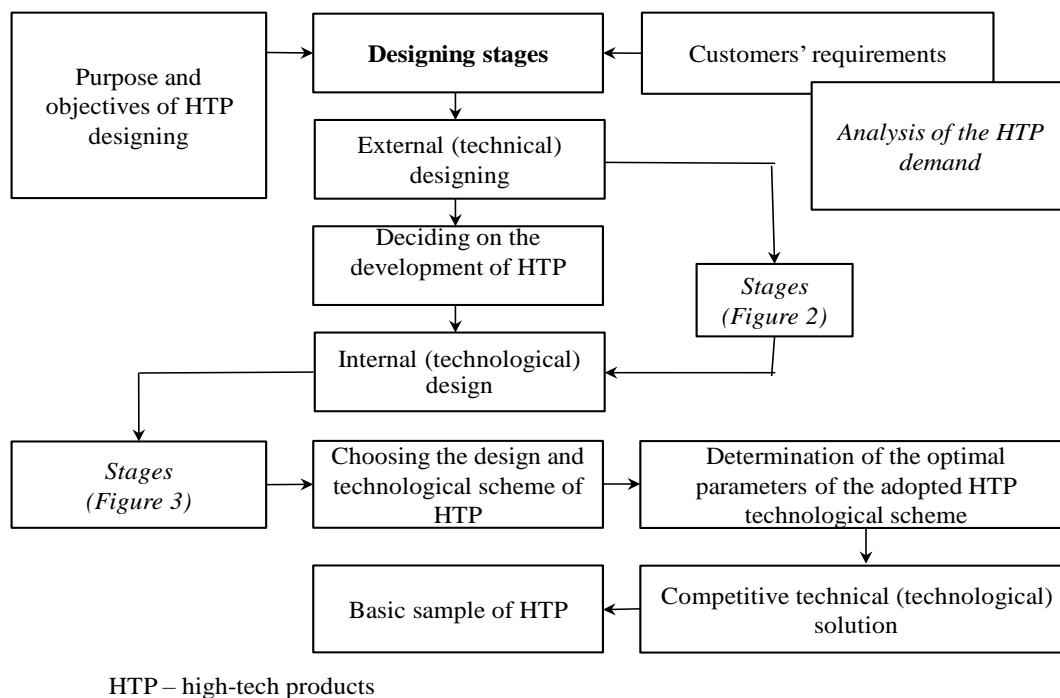 Purpose and
objectives of HTP
designing
Designing stages
Customers’ requirements
Analysis of the HTP
demand
External (technical)
designing
Deciding on the
development of HTP
Stages
(Figure 2)
Internal (technological)
design
Stages
(Figure 3)
Choosing the design and
technological scheme of
HTP
Determination of the optimal
parameters of the adopted HTP
technological scheme
Basic sample of HTP
Competitive technical (technological)
solution
HTP – high-tech products